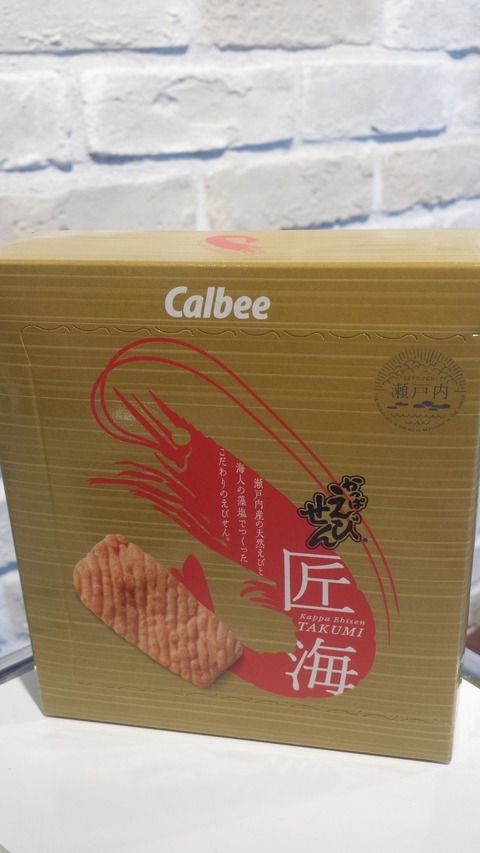 Calbee
SETOUCHI
瀬戸内
瀬戸内産の天然えびと
海人の藻塩でつくった
こだわりのえびせん。
かっぱ
えび
せん
匠
Kappa Ebisen
TAKUMI
海